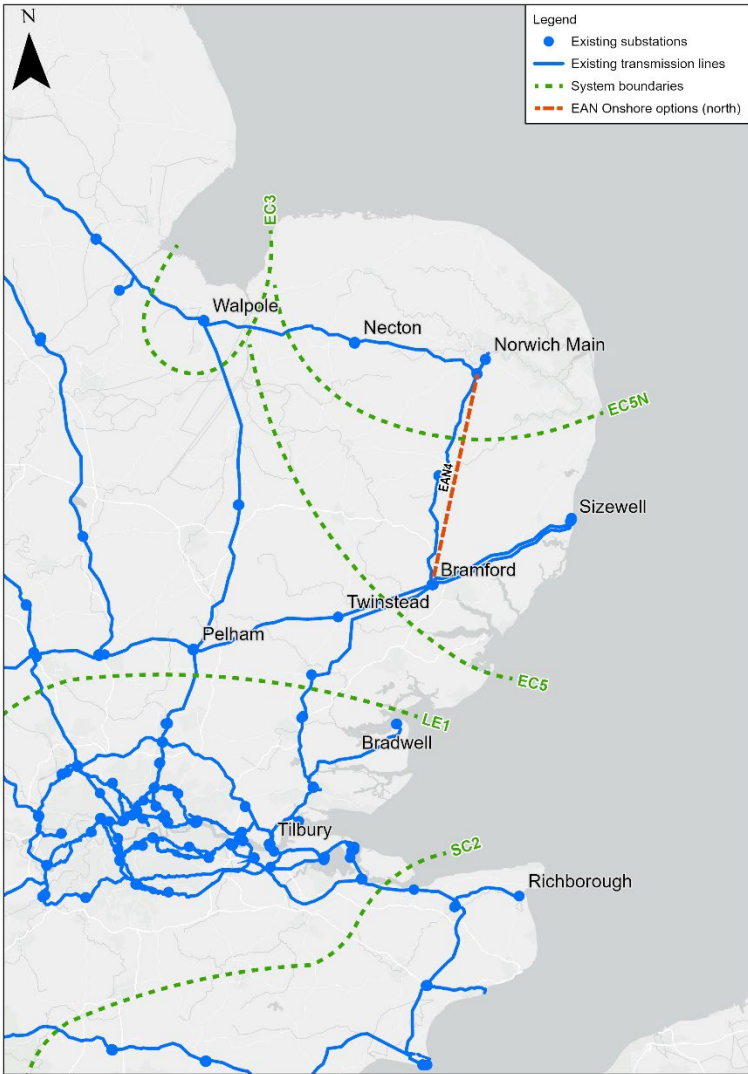 N
Legend
Existing substations
Existing transmission lines
System boundaries
EAN Onshore options (north)
EC3
Walpole
Necton
Norwich Main
EC5N
EAN4
Sizewell
Bramford
Twinstead
Pelham
EC5
LE1
Bradwell
Tilbury
SC2
Richborough